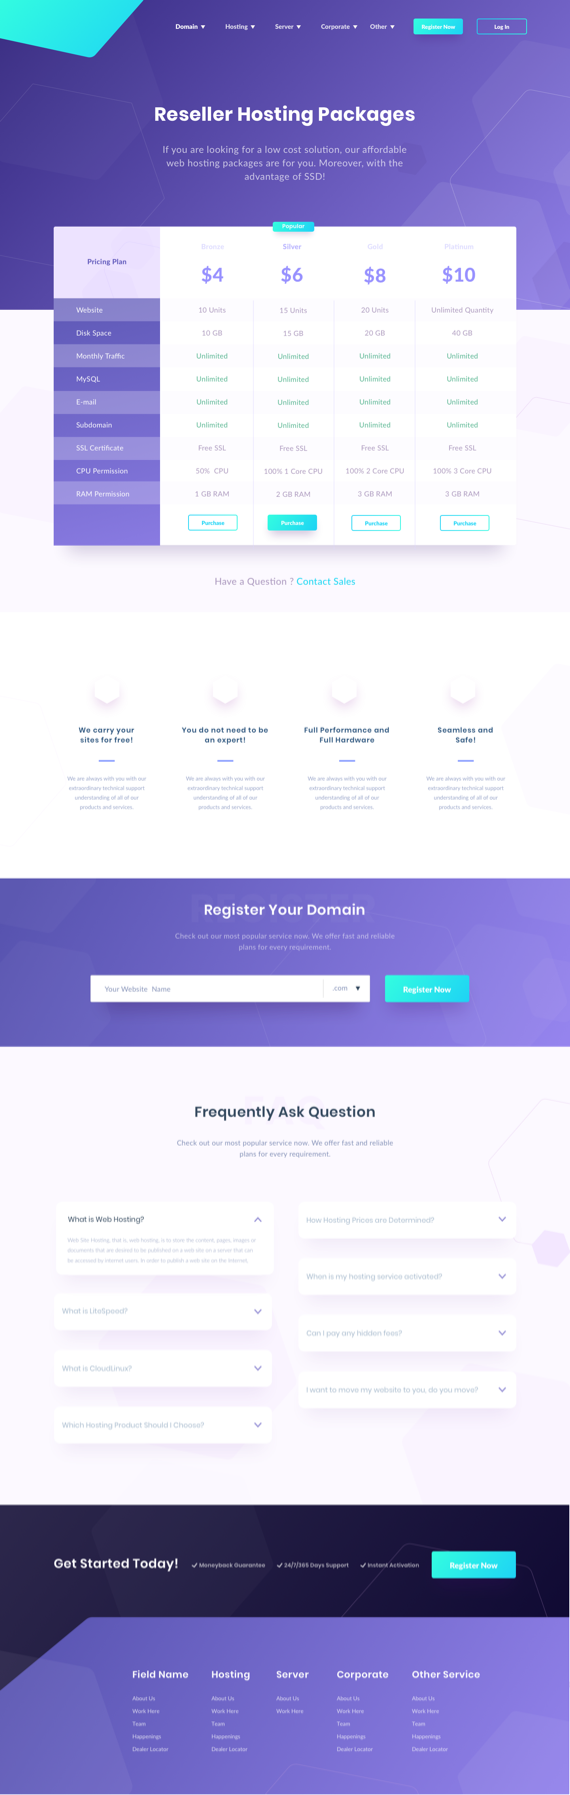 Domain ▼ Hosting ▼ Server ▼ Corporate ▼ Other ▼ Register Now Log In
Reseller Hosting Packages
If you are looking for a low cost solution, our affordable
web hosting packages are for you. Moreover, with the
advantage of SSD!
Popular
Pricing Plan
Bronze Silver Gold Platinum
$4 $6 $8 $10
Website 10 Units 15 Units 20 Units Unlimited Quantity
Disk Space 10 GB 15 GB 20 GB 40 GB
Monthly Traffic Unlimited Unlimited Unlimited Unlimited
MySQL Unlimited Unlimited Unlimited Unlimited
E-mail Unlimited Unlimited Unlimited Unlimited
Subdomain Unlimited Unlimited Unlimited Unlimited
SSL Certificate Free SSL Free SSL Free SSL Free SSL
CPU Permission 50% CPU 100% 1 Core CPU 100% 2 Core CPU 100% 3 Core CPU
RAM Permission 1 GB RAM 2 GB RAM 3 GB RAM 3 GB RAM
Purchase Purchase Purchase Purchase
Have a Question ? Contact Sales
We carry your
sites for free!
We are always with you with our
extraordinary technical support
understanding of all of our
products and services.
You do not need to be
an expert!
We are always with you with our
extraordinary technical support
understanding of all of our
products and services.
Full Performance and
Full Hardware
We are always with you with our
extraordinary technical support
understanding of all of our
products and services.
Seamless and
Safe!
We are always with you with our
extraordinary technical support
understanding of all of our
products and services.
Register Your Domain
Check out our most popular service now. We offer fast and reliable
plans for every requirement.
Your Website Name .com ▼ Register Now
FAQ
Frequently Ask Question
Check out our most popular service now. We offer fast and reliable
plans for every requirement.
What is Web Hosting?
Web Site Hosting, that is, web hosting, is to store the content, pages, images or
documents that are desired to be published on a web site on a server that can
be accessed by internet users. In order to publish a web site on the internet,
What is LiteSpeed?
What is CloudLinux?
Which Hosting Product Should I Choose?
How Hosting Prices are Determined?
When is my hosting service activated?
Can I pay any hidden fees?
I want to move my website to you, do you move?
Get Started Today! ✓ Moneyback Guarantee ✓ 24/7/365 Days Support ✓ Instant Activation Register Now
Field Name
About Us
Work Here
Team
Happenings
Dealer Locator
Hosting
About Us
Work Here
Team
Happenings
Dealer Locator
Server
About Us
Work Here
Corporate
About Us
Work Here
Team
Happenings
Dealer Locator
Other Service
About Us
Work Here
Team
Happenings
Dealer Locator